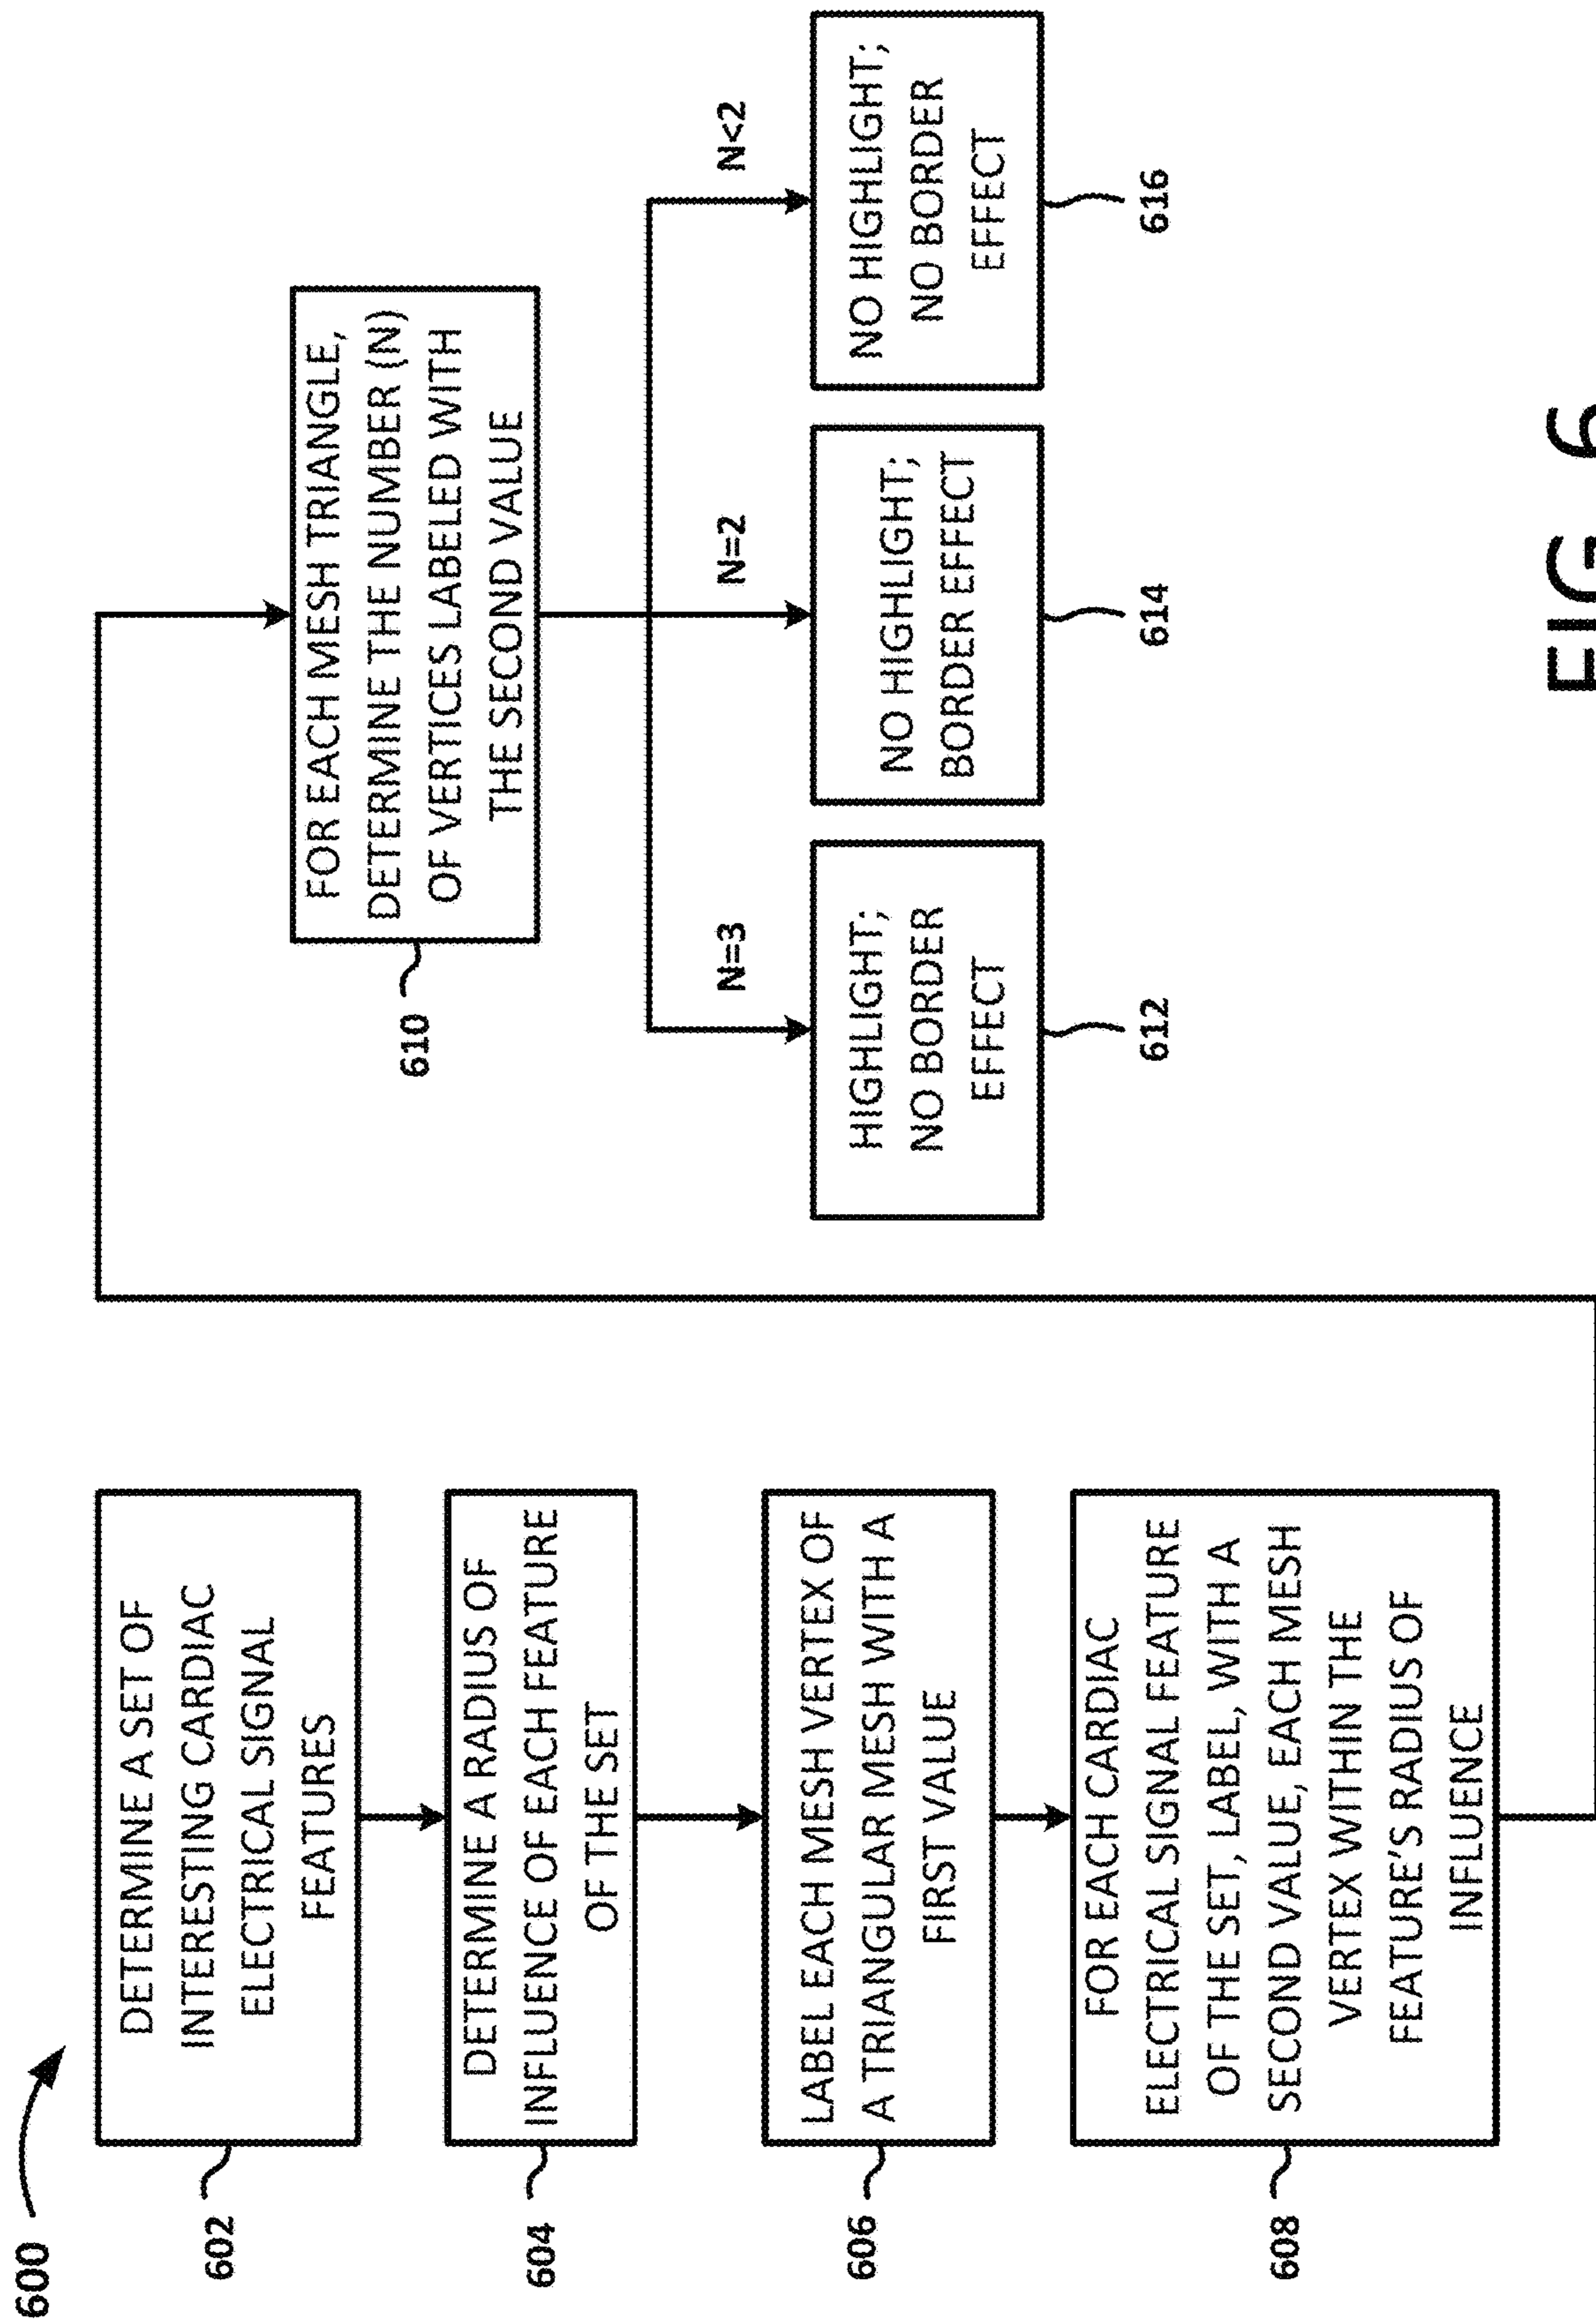 600
602
DETERMINE A SET OF
INTERESTING CARDIAC
ELECTRICAL SIGNAL
FEATURES
604
DETERMINE A RADIUS OF
INFLUENCE OF EACH FEATURE
OF THE SET
606
LABEL EACH MESH VERTEX OF
A TRIANGULAR MESH WITH A
FIRST VALUE
608
FOR EACH CARDIAC
ELECTRICAL SIGNAL FEATURE
OF THE SET, LABEL, WITH A
SECOND VALUE, EACH MESH
VERTEX WITHIN THE
FEATURE'S RADIUS OF
INFLUENCE
610
FOR EACH MESH TRIANGLE,
DETERMINE THE NUMBER (N)
OF VERTICES LABELED WITH
THE SECOND VALUE
N=3
N=2
N<2
HIGHLIGHT;
NO BORDER
EFFECT
612
NO HIGHLIGHT;
BORDER EFFECT
614
NO HIGHLIGHT;
NO BORDER
EFFECT
616
FIG. 6